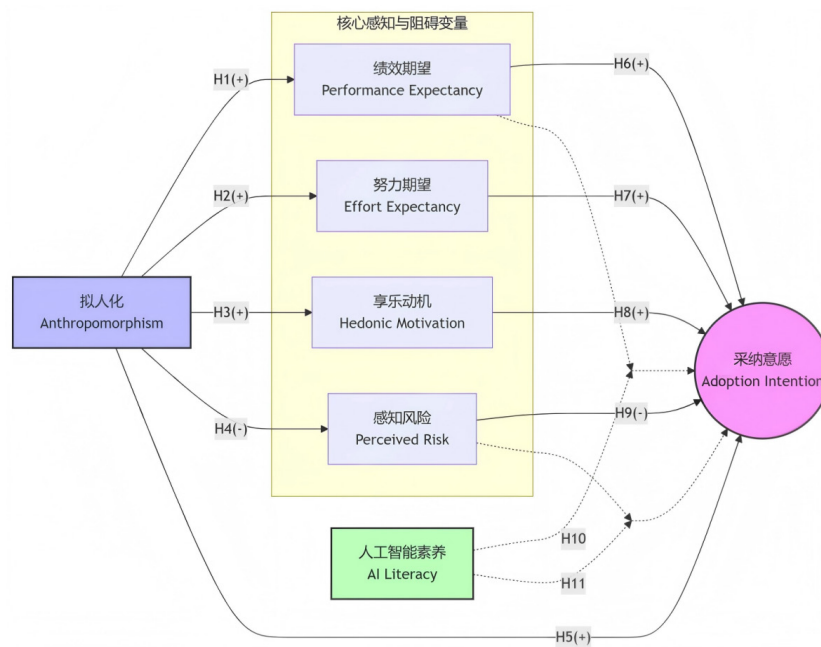 核心感知与阻碍变量
绩效期望
Performance Expectancy
H1(+)
H6(+)
努力期望
Effort Expectancy
H2(+)
H7(+)
拟人化
Anthropomorphism
H3(+)
享乐动机
Hedonic Motivation
H8(+)
采纳意愿
Adoption Intention
感知风险
Perceived Risk
H4(-)
H9(-)
人工智能素养
AI Literacy
H10
H11
H5(+)